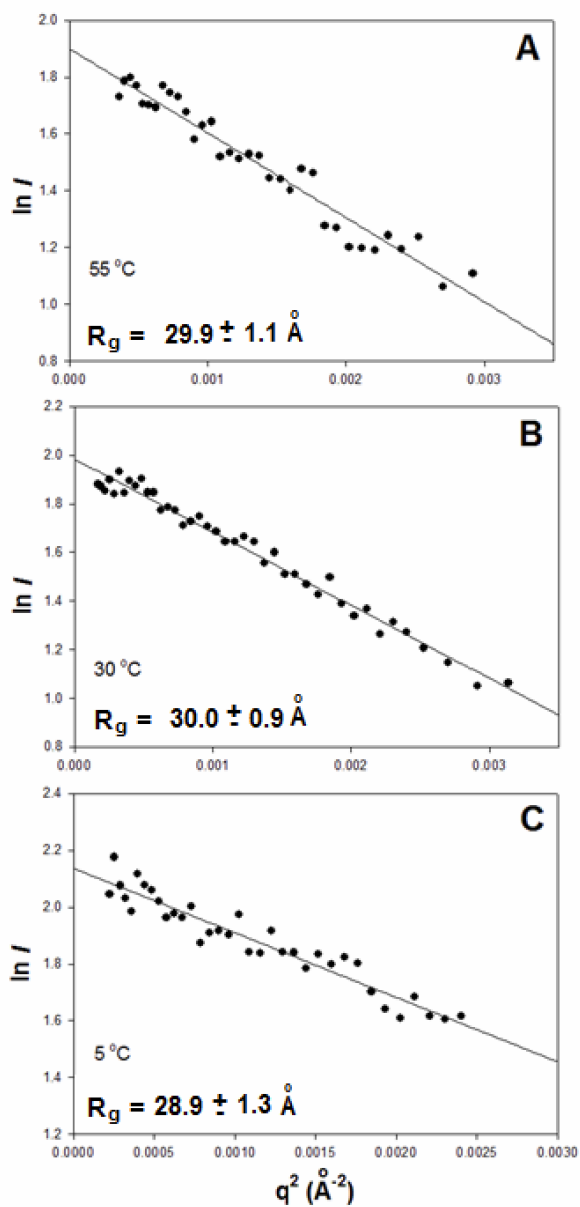 A
2.0
1.8
1.6
1.4
1.2
1.0
0.8
ln I
55 °C
Rg = 29.9 ± 1.1 Å
0.000 0.001 0.002 0.003
B
2.2
2.0
1.8
1.6
1.4
1.2
1.0
0.8
ln I
30 °C
Rg = 30.0 ± 0.9 Å
0.000 0.001 0.002 0.003
C
2.4
2.2
2.0
1.8
1.6
1.4
1.2
ln I
5 °C
Rg = 28.9 ± 1.3 Å
0.0000 0.0005 0.0010 0.0015 0.0020 0.0025 0.0030
q² (Å⁻²)